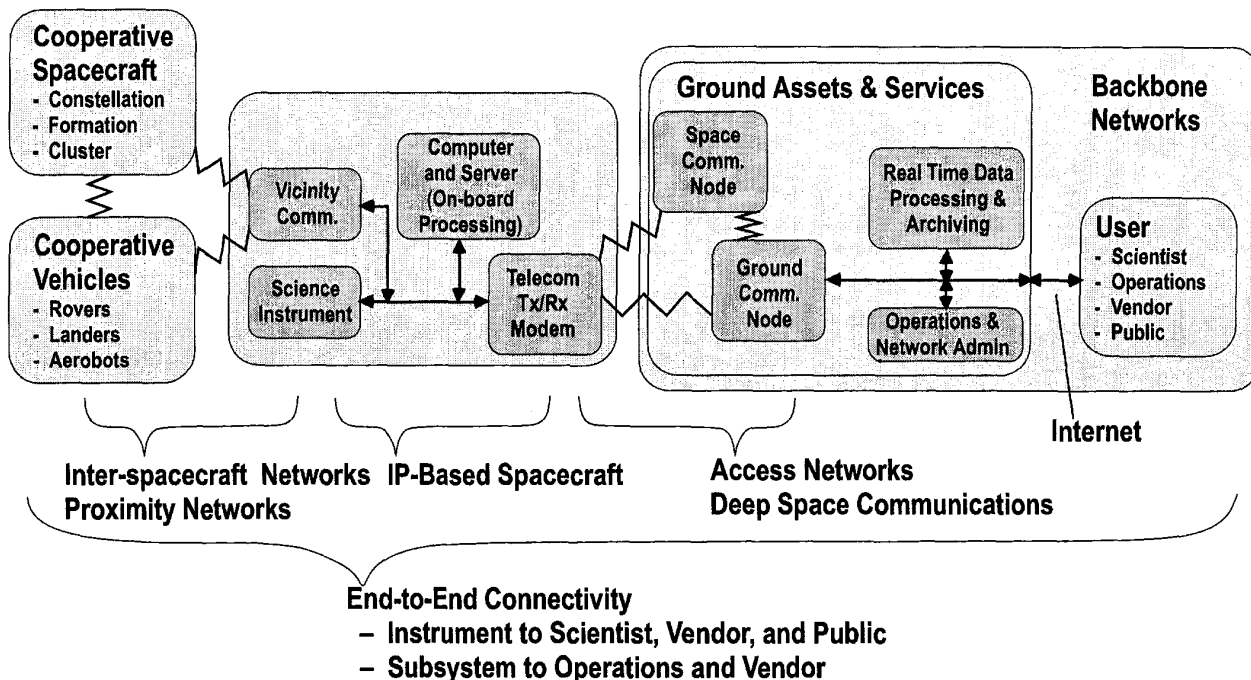 Cooperative
Spacecraft
- Constellation
- Formation
- Cluster
Cooperative
Vehicles
- Rovers
- Landers
- Aerobots
Vicinity
Comm.
Science
Instrument
Computer
and Server
(On-board
Processing)
Telecom
Tx/Rx
Modem
Ground Assets & Services
Space
Comm.
Node
Ground
Comm.
Node
Real Time Data
Processing &
Archiving
Operations &
Network Admin
Backbone
Networks
User
- Scientist
- Operations
- Vendor
- Public
Internet
Inter-spacecraft Networks
Proximity Networks
IP-Based Spacecraft
Access Networks
Deep Space Communications
End-to-End Connectivity
– Instrument to Scientist, Vendor, and Public
– Subsystem to Operations and Vendor